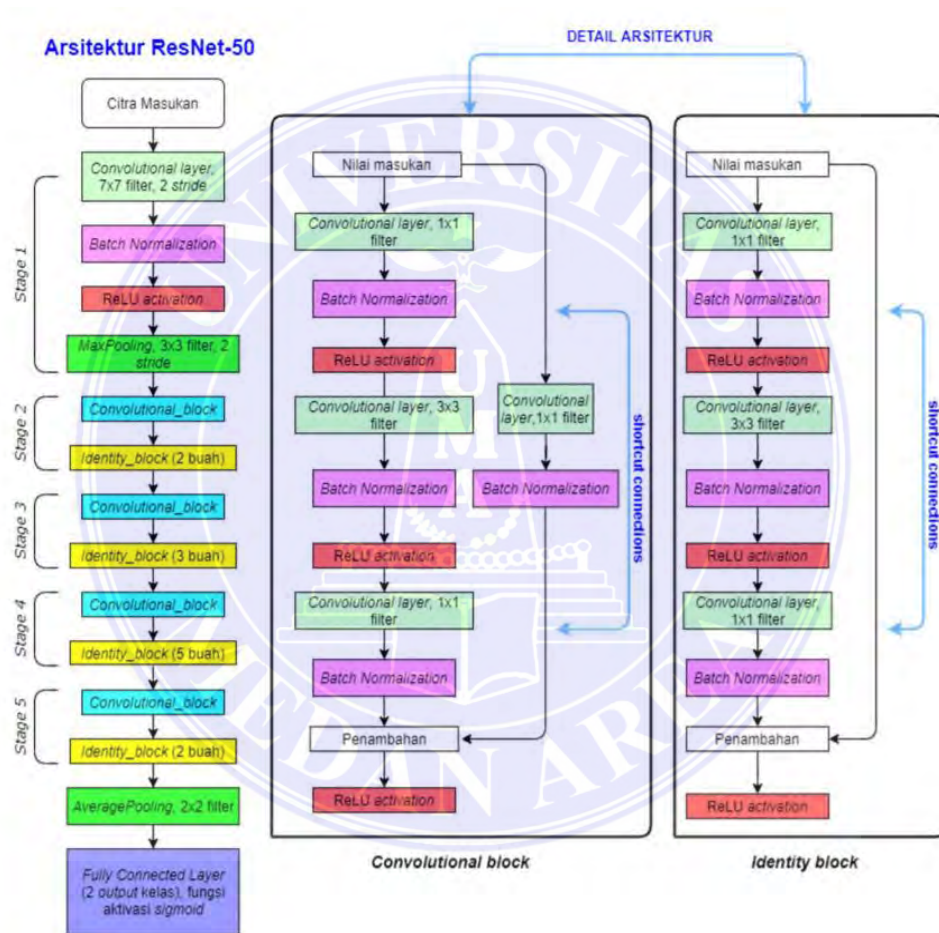 Arsitektur ResNet-50
Citra Masukan
Stage 1
Convolutional layer,
7x7 filter, 2 stride
Batch Normalization
ReLU activation
MaxPooling, 3x3 filter, 2
stride
Stage 2
Convolutional_block
Identity_block (2 buah)
Stage 3
Convolutional_block
Identity_block (3 buah)
Stage 4
Convolutional_block
Identity_block (5 buah)
Stage 5
Convolutional_block
Identity_block (2 buah)
AveragePooling, 2x2 filter
Fully Connected Layer
(2 output kelas), fungsi
aktivasi sigmoid
DETAIL ARSITEKTUR
Nilai masukan
Convolutional layer, 1x1
filter
Batch Normalization
ReLU activation
Convolutional layer, 3x3
filter
Batch Normalization
ReLU activation
Convolutional layer, 1x1
filter
Batch Normalization
Penambahan
ReLU activation
Convolutional
layer,1x1 filter
Batch Normalization
shortcut connections
Convolutional block
Nilai masukan
Convolutional layer,
1x1 filter
Batch Normalization
ReLU activation
Convolutional layer,
3x3 filter
Batch Normalization
ReLU activation
Convolutional layer,
1x1 filter
Batch Normalization
Penambahan
ReLU activation
shortcut connections
Identity block
UNIVERSITAS
MEDAN AREA
U
M
A